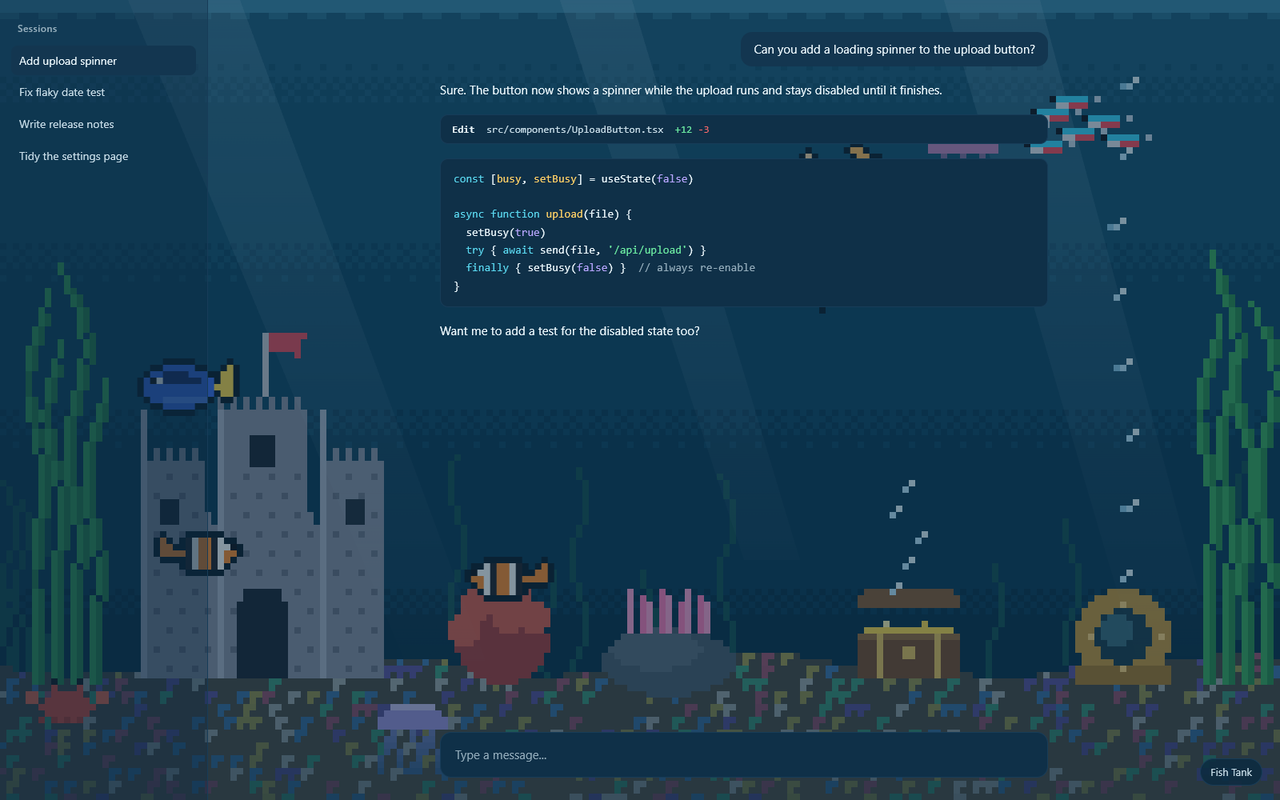 Sessions
Add upload spinner
Fix flaky date test
Write release notes
Tidy the settings page
Can you add a loading spinner to the upload button?
Sure. The button now shows a spinner while the upload runs and stays disabled until it finishes.
Edit src/components/UploadButton.tsx +12 -3
const [busy, setBusy] = useState(false)
async function upload(file) {
setBusy(true)
try { await send(file, '/api/upload') }
finally { setBusy(false) } // always re-enable
}
Want me to add a test for the disabled state too?
Type a message...
Fish Tank